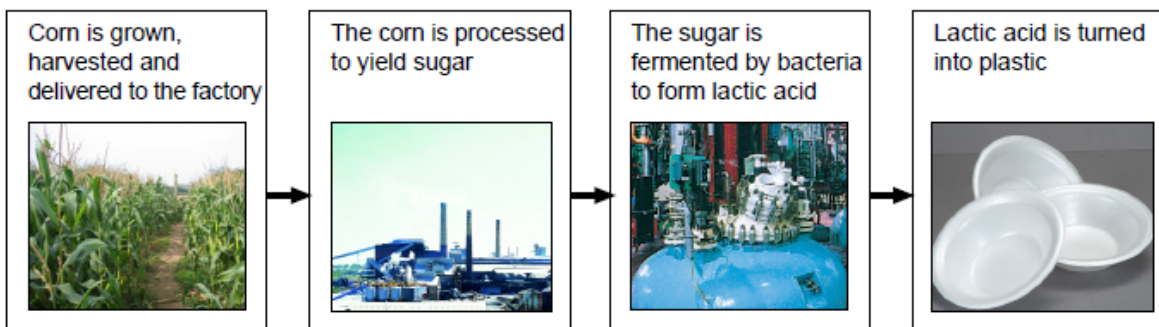 Corn is grown,
harvested and
delivered to the factory
The corn is processed
to yield sugar
The sugar is
fermented by bacteria
to form lactic acid
Lactic acid is turned
into plastic